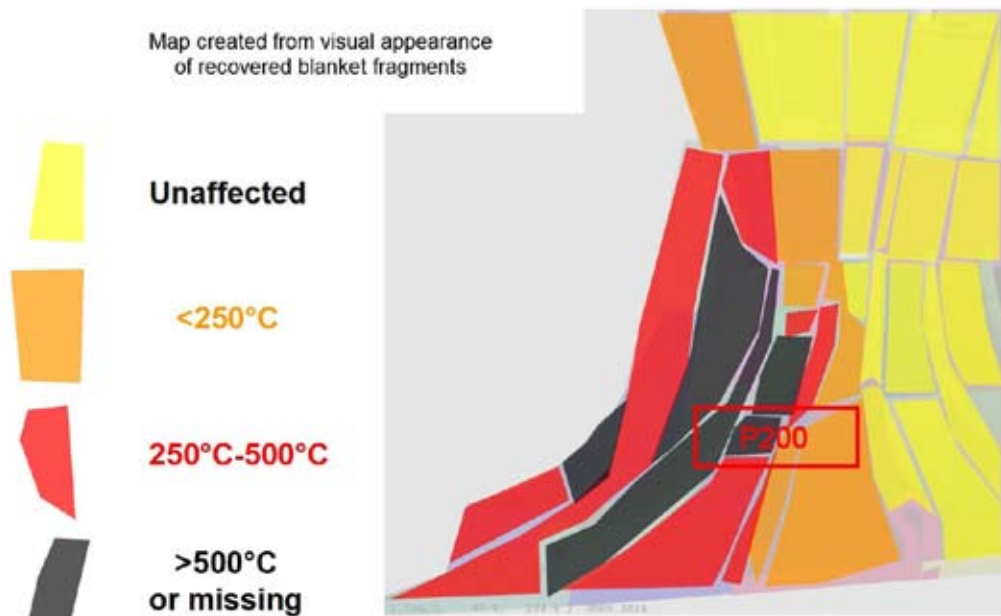 Map created from visual appearance
of recovered blanket fragments
Unaffected
<250°C
250°C-500°C
>500°C
or missing
P200